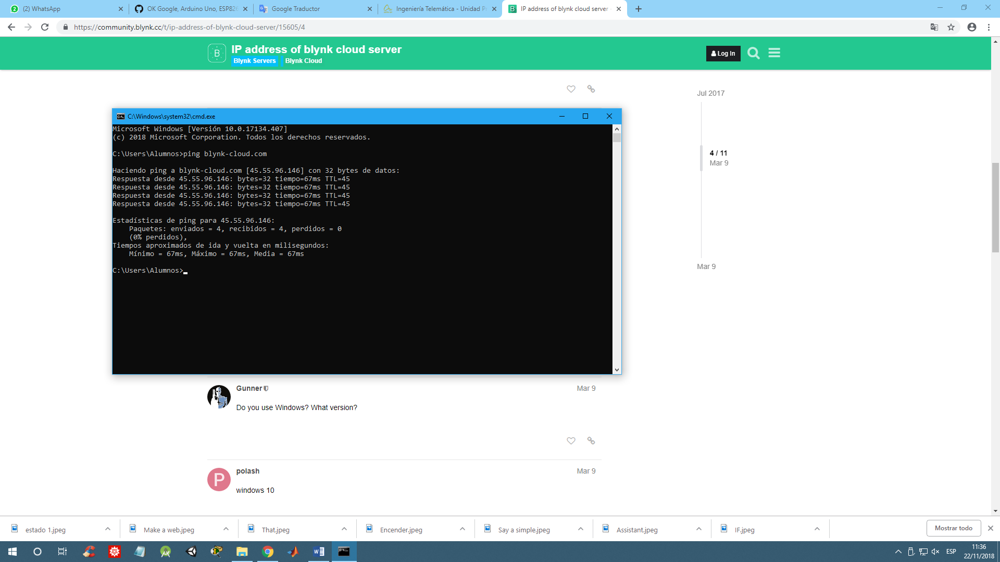 (2) WhatsApp
OK Google, Arduino Uno, ESP826
Google Traductor
Ingeniería Telemática - Unidad Pr
IP address of blynk cloud server
https://community.blynk.cc/t/ip-address-of-blynk-cloud-server/15605/4
IP address of blynk cloud server
Blynk Servers Blynk Cloud
Log In
Jul 2017
4 / 11
Mar 9
Mar 9
C:\Windows\system32\cmd.exe
Microsoft Windows [Versión 10.0.17134.407]
(c) 2018 Microsoft Corporation. Todos los derechos reservados.
C:\Users\Alumnos>ping blynk-cloud.com
Haciendo ping a blynk-cloud.com [45.55.96.146] con 32 bytes de datos:
Respuesta desde 45.55.96.146: bytes=32 tiempo=67ms TTL=45
Respuesta desde 45.55.96.146: bytes=32 tiempo=67ms TTL=45
Respuesta desde 45.55.96.146: bytes=32 tiempo=67ms TTL=45
Respuesta desde 45.55.96.146: bytes=32 tiempo=67ms TTL=45
Estadísticas de ping para 45.55.96.146:
Paquetes: enviados = 4, recibidos = 4, perdidos = 0
(0% perdidos),
Tiempos aproximados de ida y vuelta en milisegundos:
Mínimo = 67ms, Máximo = 67ms, Media = 67ms
C:\Users\Alumnos>
Gunner
Mar 9
Do you use Windows? What version?
P
polash
Mar 9
windows 10
estado 1.jpeg
Make a web.jpeg
That.jpeg
Encender.jpeg
Say a simple.jpeg
Assistant.jpeg
IF.jpeg
Mostrar todo
ESP
11:36
22/11/2018